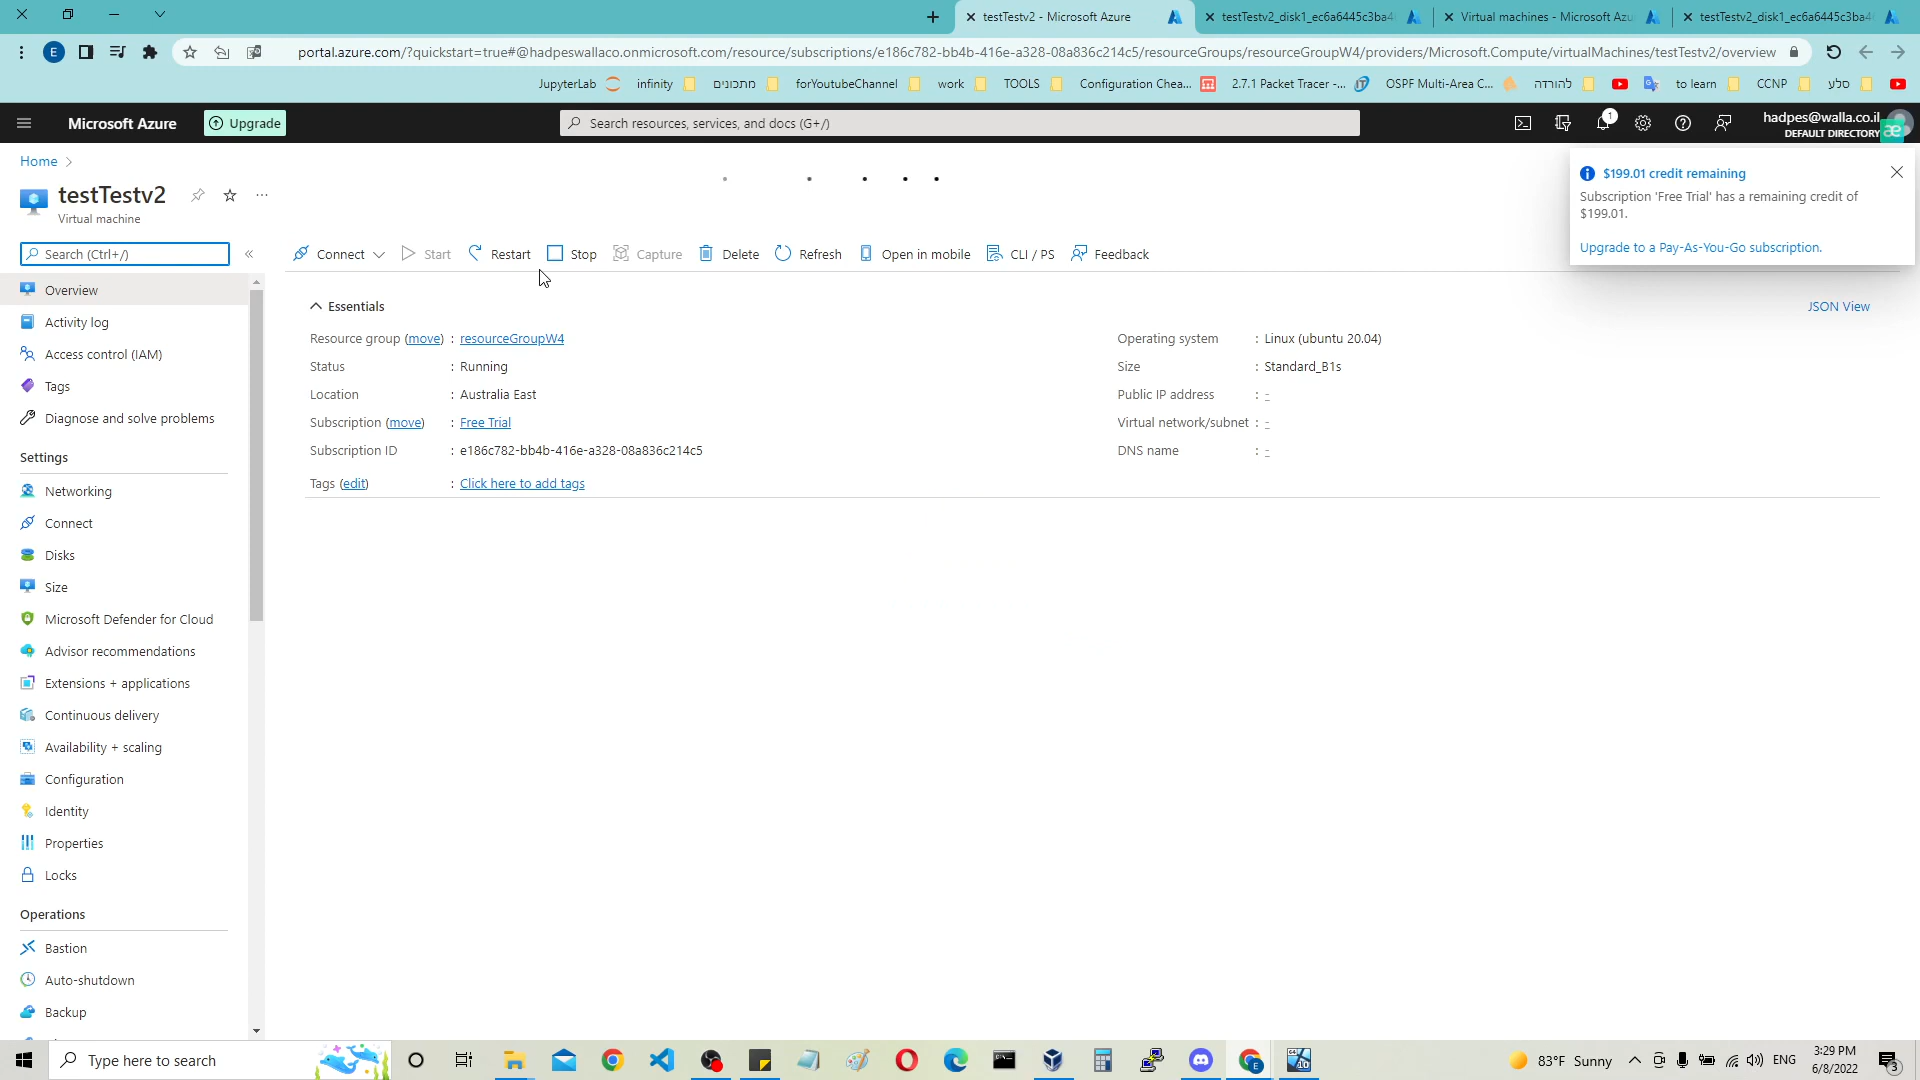 testTestv2 - Microsoft Azure
testTestv2_disk1_ec6a6445c3ba4
Virtual machines - Microsoft Azu
testTestv2_disk1_ec6a6445c3ba4
E
portal.azure.com/?quickstart=true#@hadpeswallaco.onmicrosoft.com/resource/subscriptions/e186c782-bb4b-416e-a328-08a836c214c5/resourceGroups/resourceGroupW4/providers/Microsoft.Compute/virtualMachines/testTestv2/overview
JupyterLab
infinity
מתכונים
forYoutubeChannel
work
TOOLS
Configuration Chea...
2.7.1 Packet Tracer -...
OSPF Multi-Area C...
להורדה
to learn
CCNP
סלע
Microsoft Azure
Upgrade
Search resources, services, and docs (G+/)
1
hadpes@walla.co.il
DEFAULT DIRECTORY
æ
Home
testTestv2
Virtual machine
...
$199.01 credit remaining
Subscription 'Free Trial' has a remaining credit of
$199.01.
Upgrade to a Pay-As-You-Go subscription.
Search (Ctrl+/)
«
Connect
Start
Restart
Stop
Capture
Delete
Refresh
Open in mobile
CLI / PS
Feedback
Overview
Activity log
Access control (IAM)
Tags
Diagnose and solve problems
Settings
Networking
Connect
Disks
Size
Microsoft Defender for Cloud
Advisor recommendations
Extensions + applications
Continuous delivery
Availability + scaling
Configuration
Identity
Properties
Locks
Operations
Bastion
Auto-shutdown
Backup
Essentials
JSON View
Resource group (move) : resourceGroupW4
Status : Running
Location : Australia East
Subscription (move) : Free Trial
Subscription ID : e186c782-bb4b-416e-a328-08a836c214c5
Tags (edit) : Click here to add tags
Operating system : Linux (ubuntu 20.04)
Size : Standard_B1s
Public IP address : -
Virtual network/subnet : -
DNS name : -
Type here to search
83°F Sunny
ENG
3:29 PM
6/8/2022
3